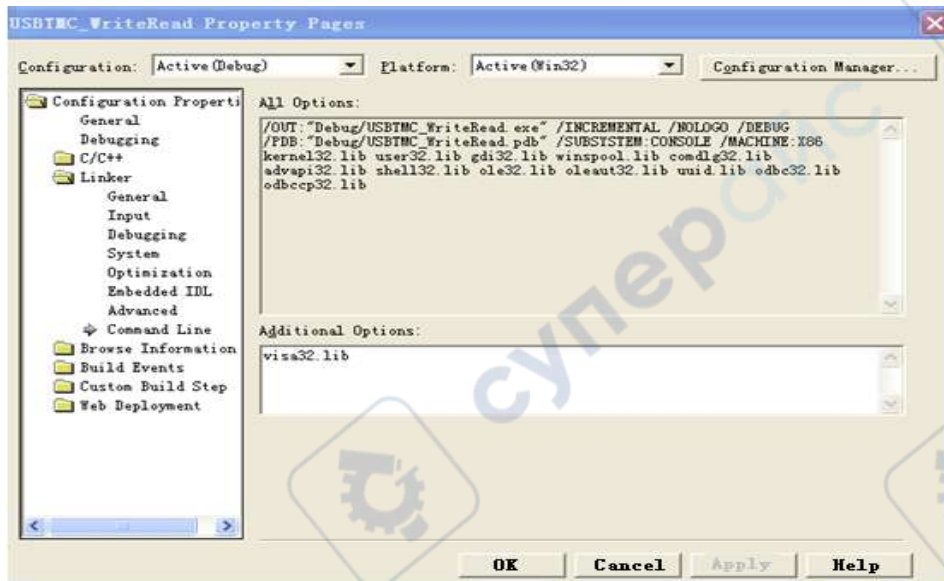 USBTMC_WriteRead Property Pages
Configuration: Active(Debug) Platform: Active(Win32) Configuration Manager...
Configuration Properti
General
Debugging
C/C++
Linker
General
Input
Debugging
System
Optimization
Embedded IDL
Advanced
Command Line
Browse Information
Build Events
Custom Build Step
Web Deployment
All Options:
/OUT:"Debug/USBTMC_WriteRead.exe" /INCREMENTAL /NOLOGO /DEBUG
/PDB:"Debug/USBTMC_WriteRead.pdb" /SUBSYSTEM:CONSOLE /MACHINE:X86
kernel32.lib user32.lib gdi32.lib winspool.lib comdlg32.lib
advapi32.lib shell32.lib ole32.lib oleaut32.lib uuid.lib odbc32.lib
odbccp32.lib
Additional Options:
visa32.lib
OK Cancel Apply Help
суперайс